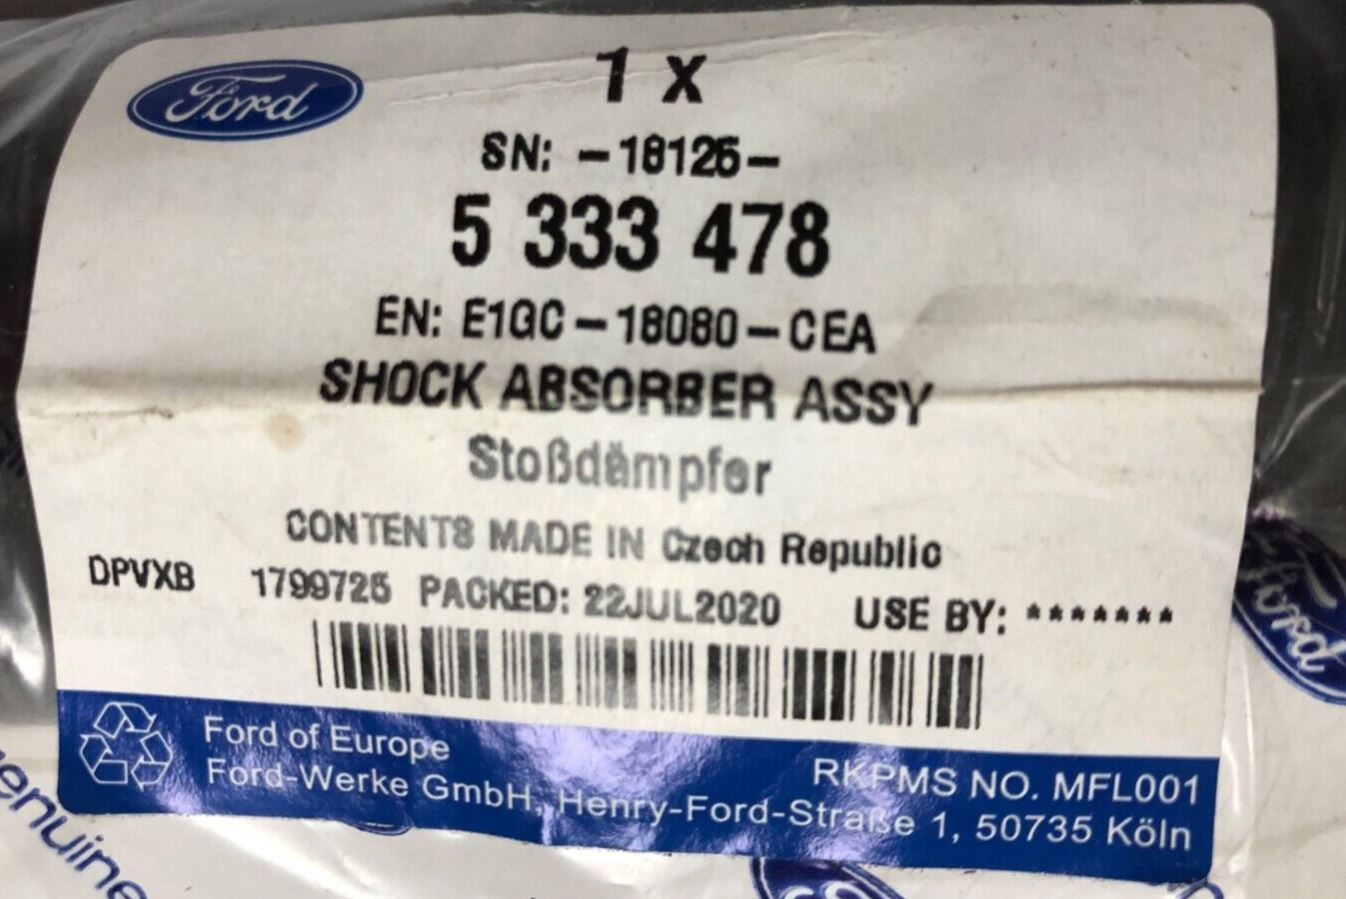 Ford
1 X
SN: -18125-
5 333 478
EN: E1GC-18080-CEA
SHOCK ABSORBER ASSY
Stoßdämpfer
CONTENTS MADE IN Czech Republic
DPVXB 1799725 PACKED: 22JUL2020 USE BY: *******
Ford
Ford of Europe
RKPMS NO. MFL001
Ford-Werke GmbH, Henry-Ford-Straße 1, 50735 Köln
enuine